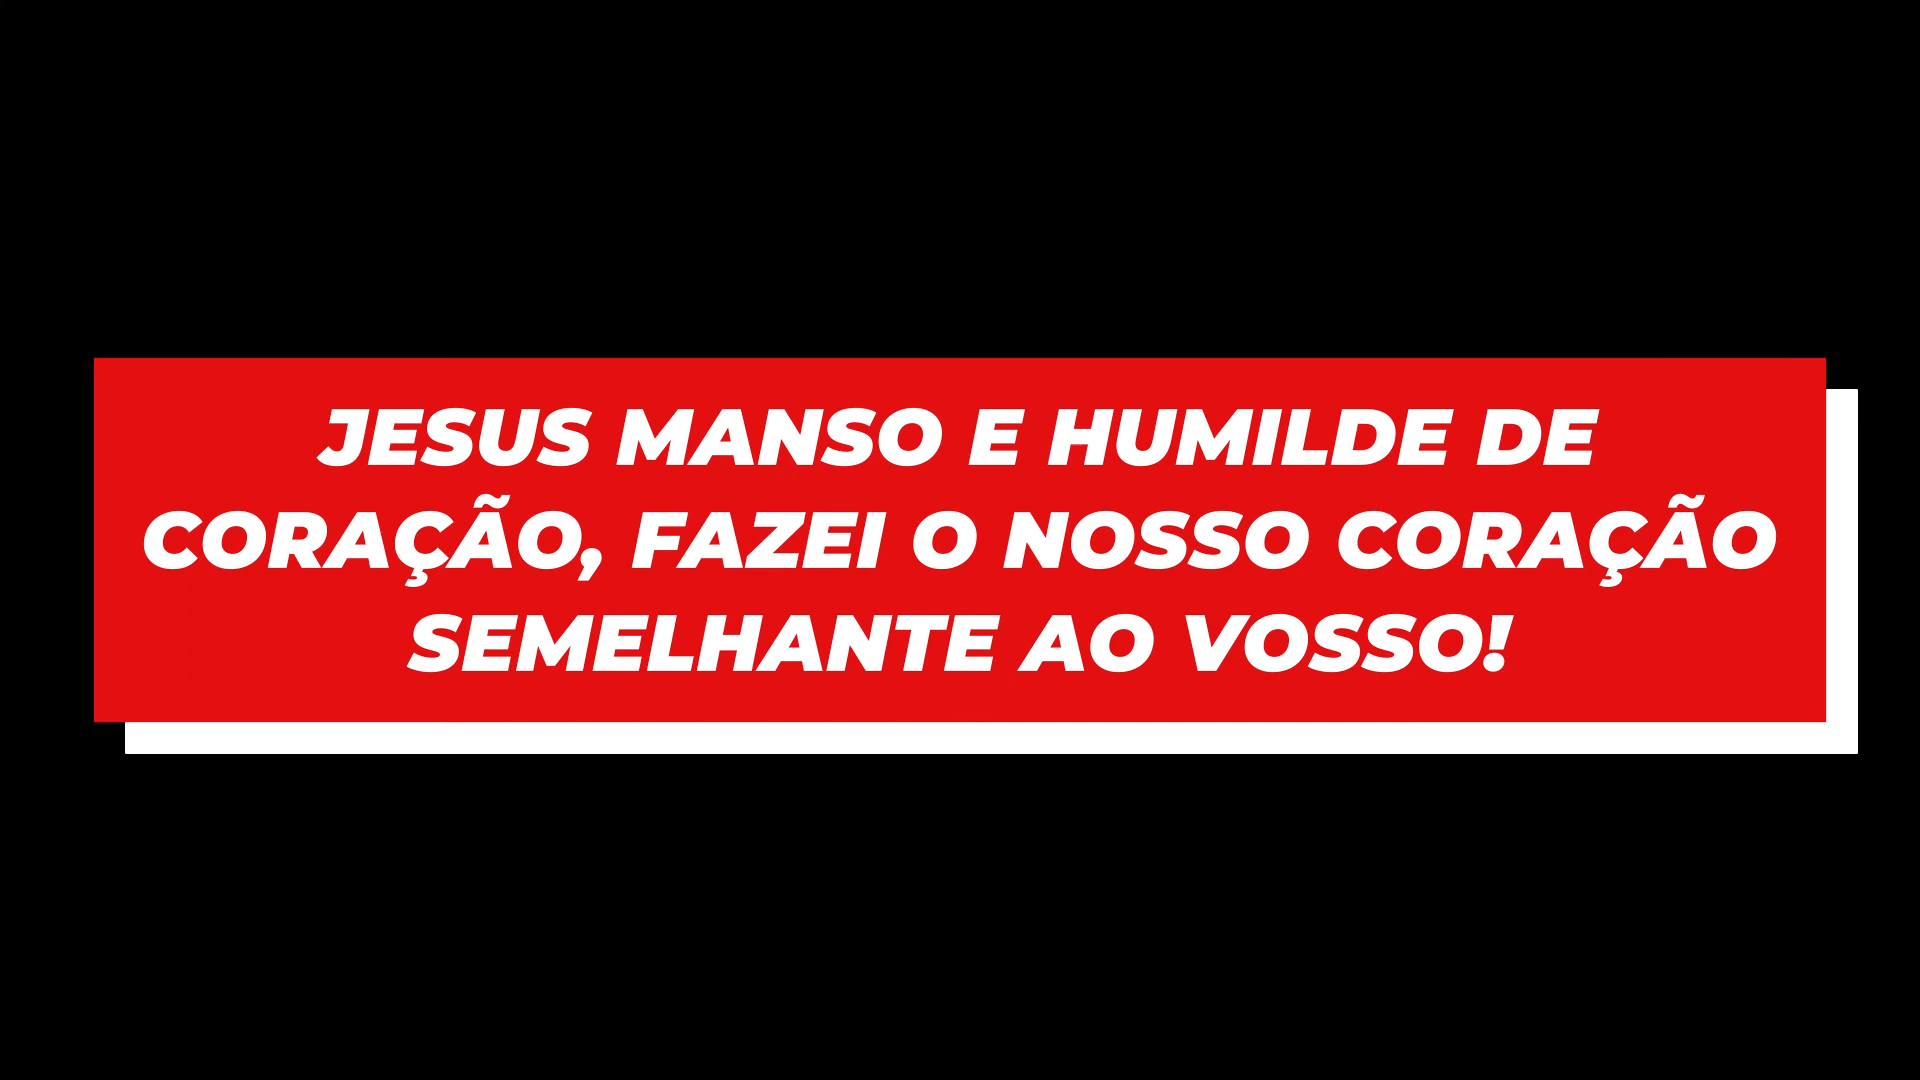 JESUS MANSO E HUMILDE DE
CORAÇÃO, FAZEI O NOSSO CORAÇÃO
SEMELHANTE AO VOSSO!